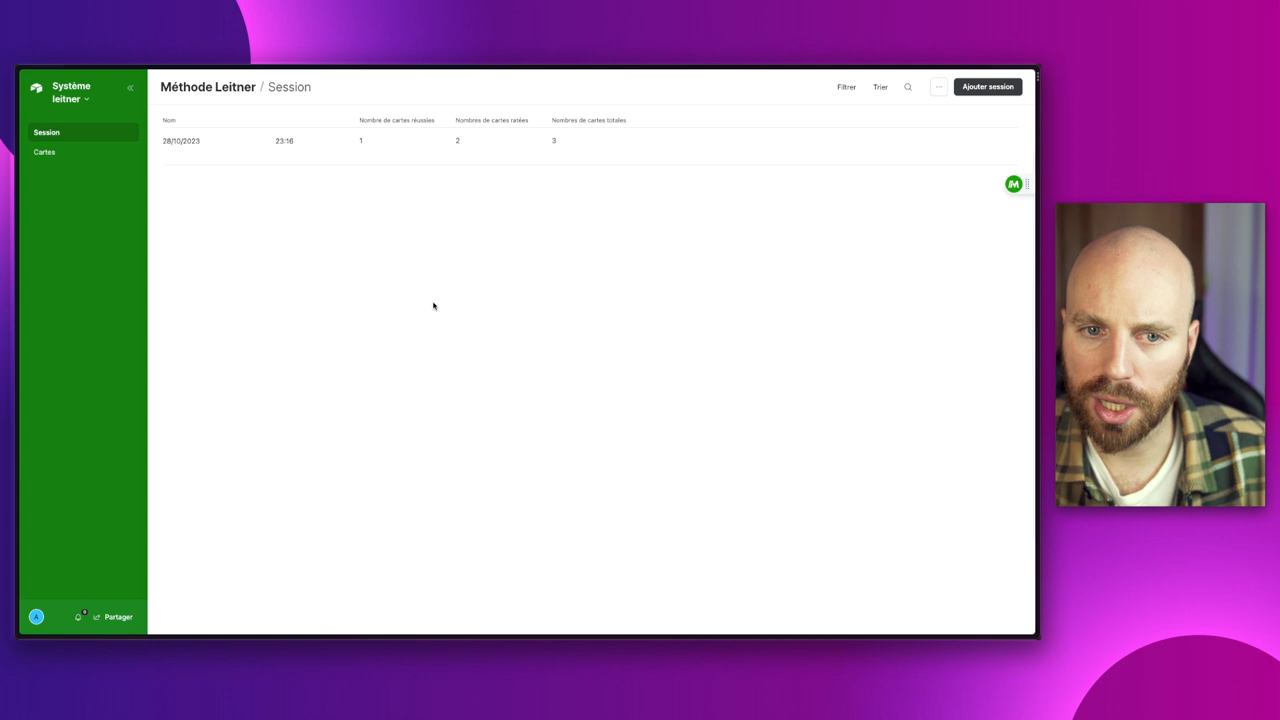 Système
leitner
Session
Cartes
A
Partager
Méthode Leitner / Session
Filtrer
Trier
Ajouter session
Nom
Nombre de cartes réussies
Nombres de cartes ratées
Nombres de cartes totales
28/10/2023 23:16 1 2 3